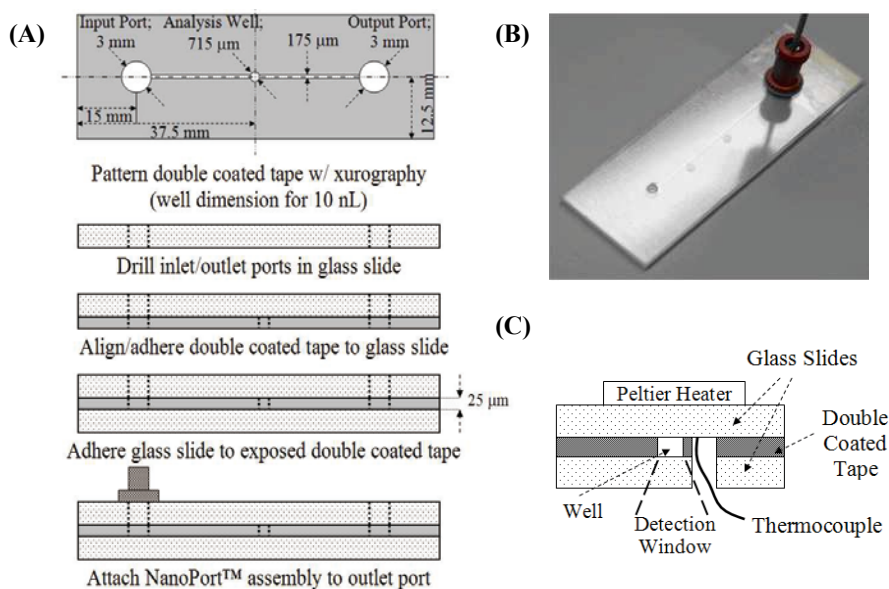 (A)
Input Port;
3 mm
Analysis Well;
715 µm
175 µm
Output Port;
3 mm
15 mm
37.5 mm
12.5 mm
Pattern double coated tape w/ xurography
(well dimension for 10 nL)
Drill inlet/outlet ports in glass slide
Align/adhere double coated tape to glass slide
25 µm
Adhere glass slide to exposed double coated tape
Attach NanoPort™ assembly to outlet port
(B)
(C)
Glass Slides
Peltier Heater
Double
Coated
Tape
Well
Detection
Window
Thermocouple